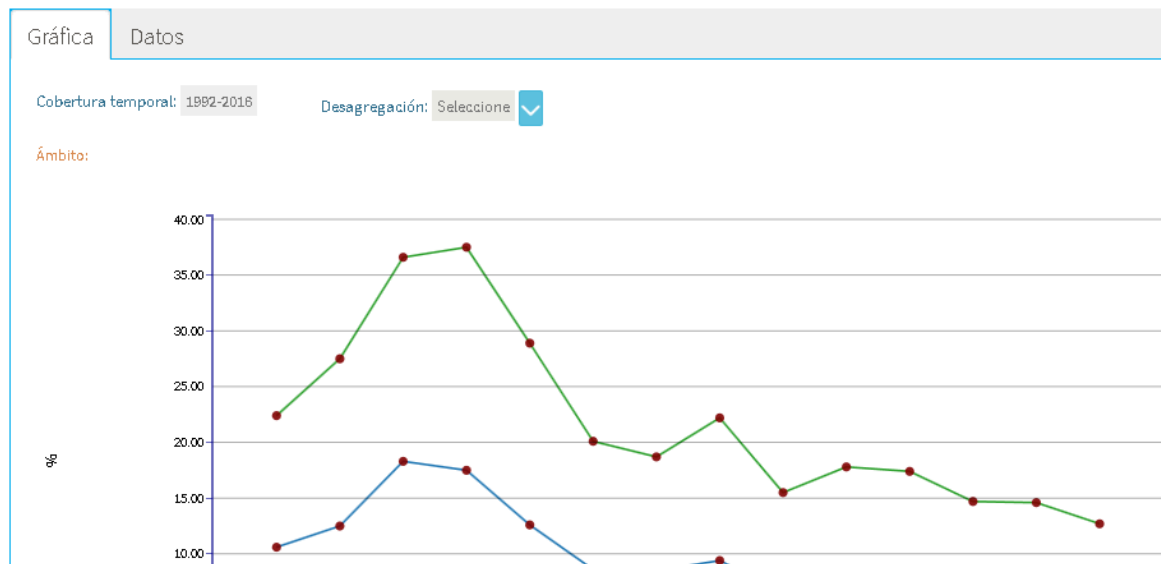 Gráfica Datos
Cobertura temporal: 1992-2016 Desagregación: Seleccione
Ámbito:
40.00
35.00
30.00
25.00
20.00
%
15.00
10.00